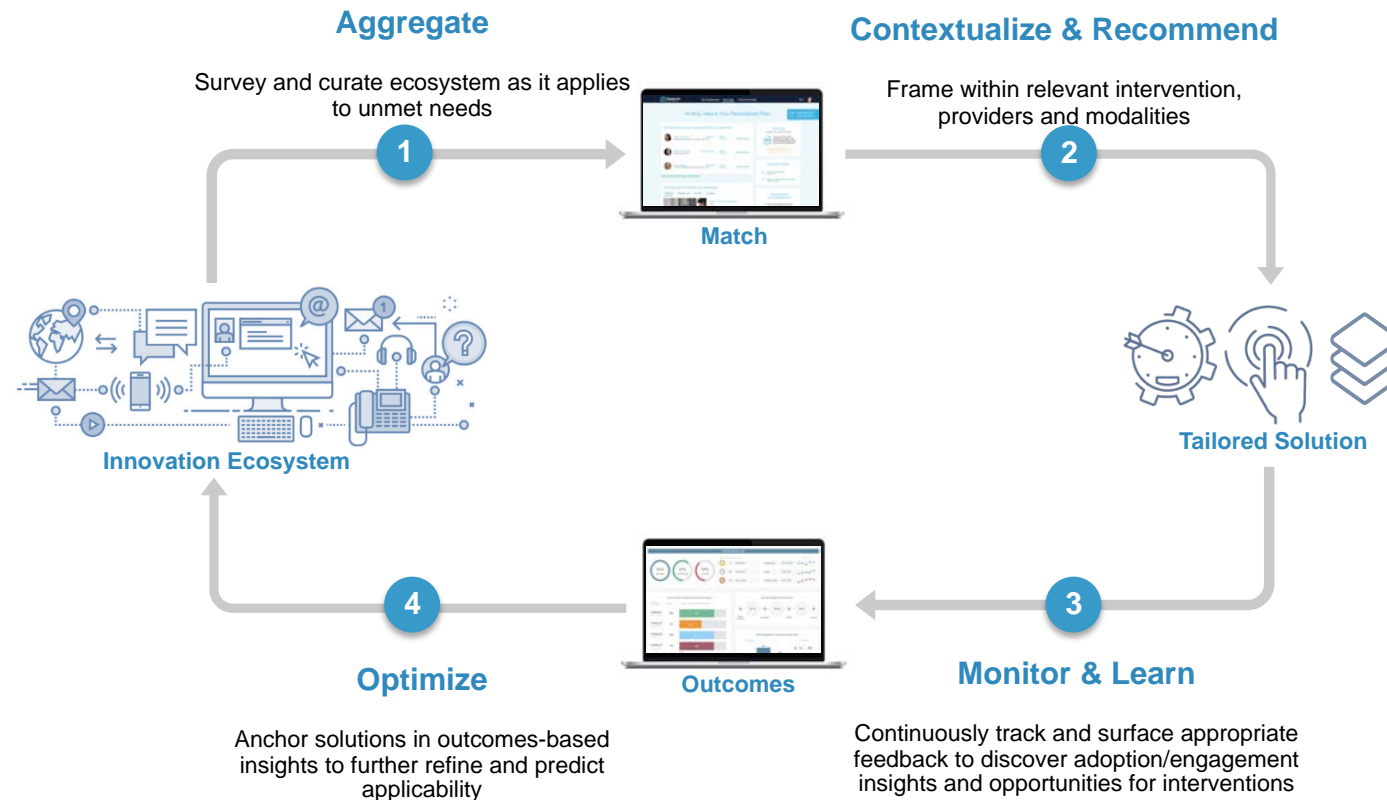 Aggregate
Survey and curate ecosystem as it applies
to unmet needs
1
Contextualize & Recommend
Frame within relevant intervention,
providers and modalities
2
Match
@
1
?
Innovation Ecosystem
Tailored Solution
4
Optimize
Anchor solutions in outcomes-based
insights to further refine and predict
applicability
Outcomes
3
Monitor & Learn
Continuously track and surface appropriate
feedback to discover adoption/engagement
insights and opportunities for interventions